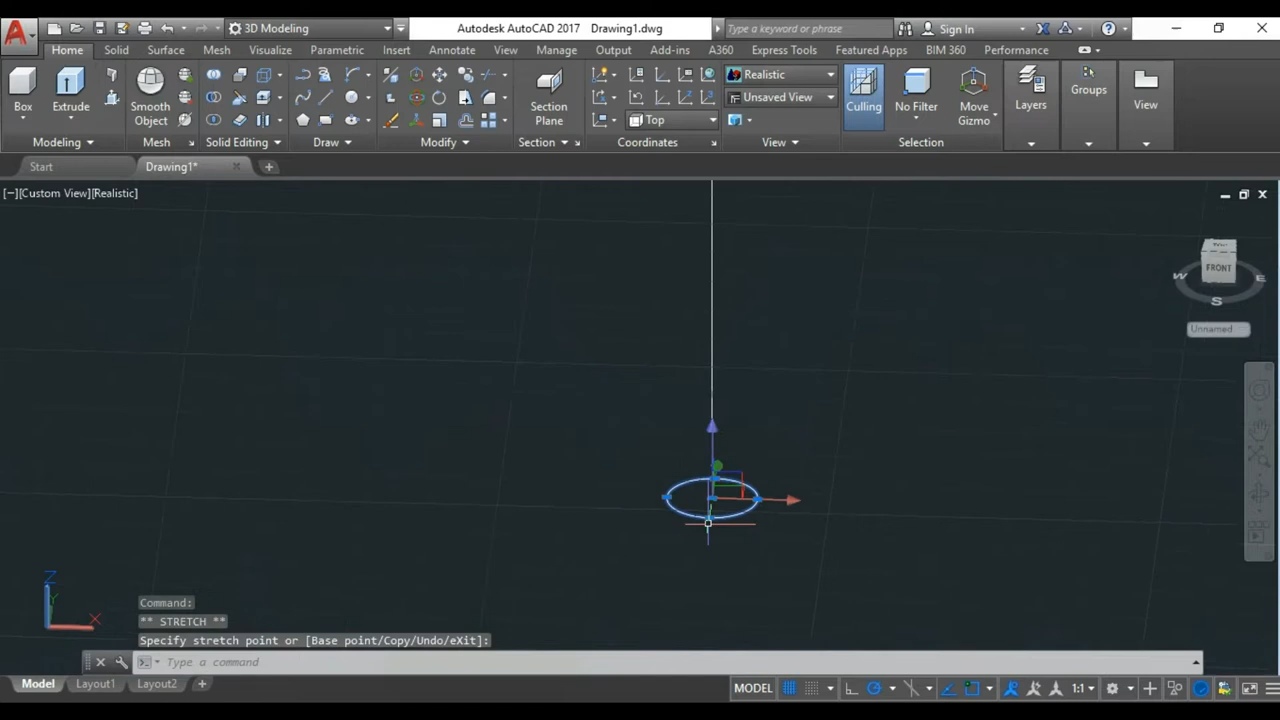 3D Modeling
Autodesk AutoCAD 2017 Drawing1.dwg
Type a keyword or phrase
Sign In
Home Solid Surface Mesh Visualize Parametric Insert Annotate View Manage Output Add-ins A360 Express Tools Featured Apps BIM 360 Performance
Box
Extrude
Smooth Object
Section Plane
Top
Realistic
Unsaved View
Culling
No Filter
Move Gizmo
Layers
Groups
View
Modeling Mesh Solid Editing Draw Modify Section Coordinates View Selection
Start Drawing1*
[−][Custom View][Realistic]
FRONT
W
E
S
Unnamed
Z
Y
X
Command:
** STRETCH **
Specify stretch point or [Base point/Copy/Undo/eXit]:
Type a command
Model Layout1 Layout2
MODEL
1:1